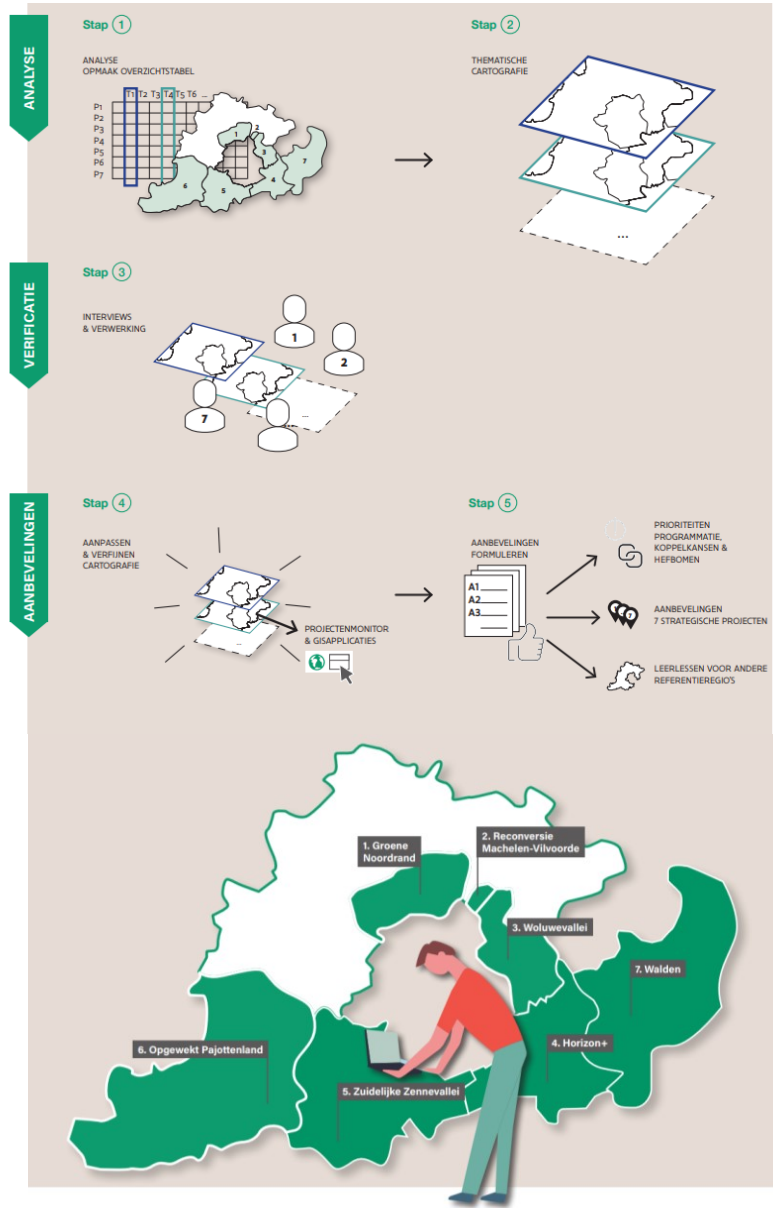 ANALYSE
Stap 1
ANALYSE
OPMAAK OVERZICHTSTABEL
T1 T2 T3 T4 T5 T6 ...
P1
P2
P3
P4
P5
P6
P7
1
2
3
4
5
6
7
Stap 2
THEMATISCHE
CARTOGRAFIE
...
VERIFICATIE
Stap 3
INTERVIEWS
& VERWERKING
1
2
7
...
AANBEVELINGEN
Stap 4
AANPASSEN
& VERFIJNEN
CARTOGRAFIE
...
PROJECTENMONITOR
& GISAPPLICATIES
Stap 5
AANBEVELINGEN
FORMULEREN
A1
A2
A3
PRIORITEITEN
PROGRAMMATIE,
KOPPELKANSEN &
HEFBOMEN
AANBEVELINGEN
7 STRATEGISCHE PROJECTEN
LEERLESSEN VOOR ANDERE
REFERENTIEREGIO'S
1. Groene
Noordrand
2. Reconversie
Machelen-Vilvoorde
3. Woluwevallei
7. Walden
4. Horizon+
6. Opgewekt Pajottenland
5. Zuidelijke Zennevallei